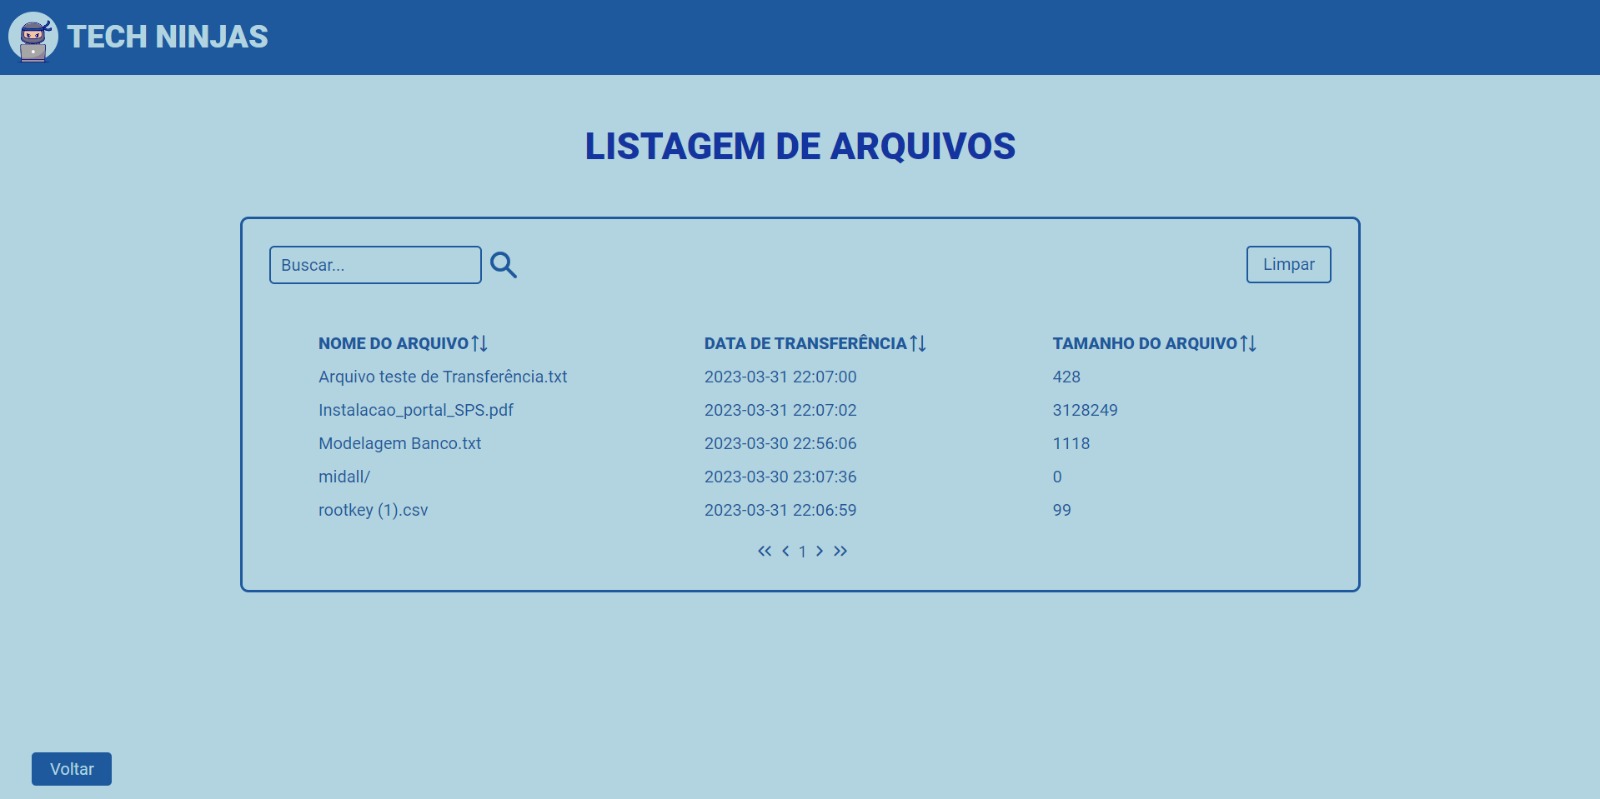 TECH NINJAS
LISTAGEM DE ARQUIVOS
Buscar...
Limpar
NOME DO ARQUIVO↑↓ DATA DE TRANSFERÊNCIA↑↓ TAMANHO DO ARQUIVO↑↓
Arquivo teste de Transferência.txt 2023-03-31 22:07:00 428
Instalacao_portal_SPS.pdf 2023-03-31 22:07:02 3128249
Modelagem Banco.txt 2023-03-30 22:56:06 1118
midall/ 2023-03-30 23:07:36 0
rootkey (1).csv 2023-03-31 22:06:59 99
« ‹ 1 › »
Voltar